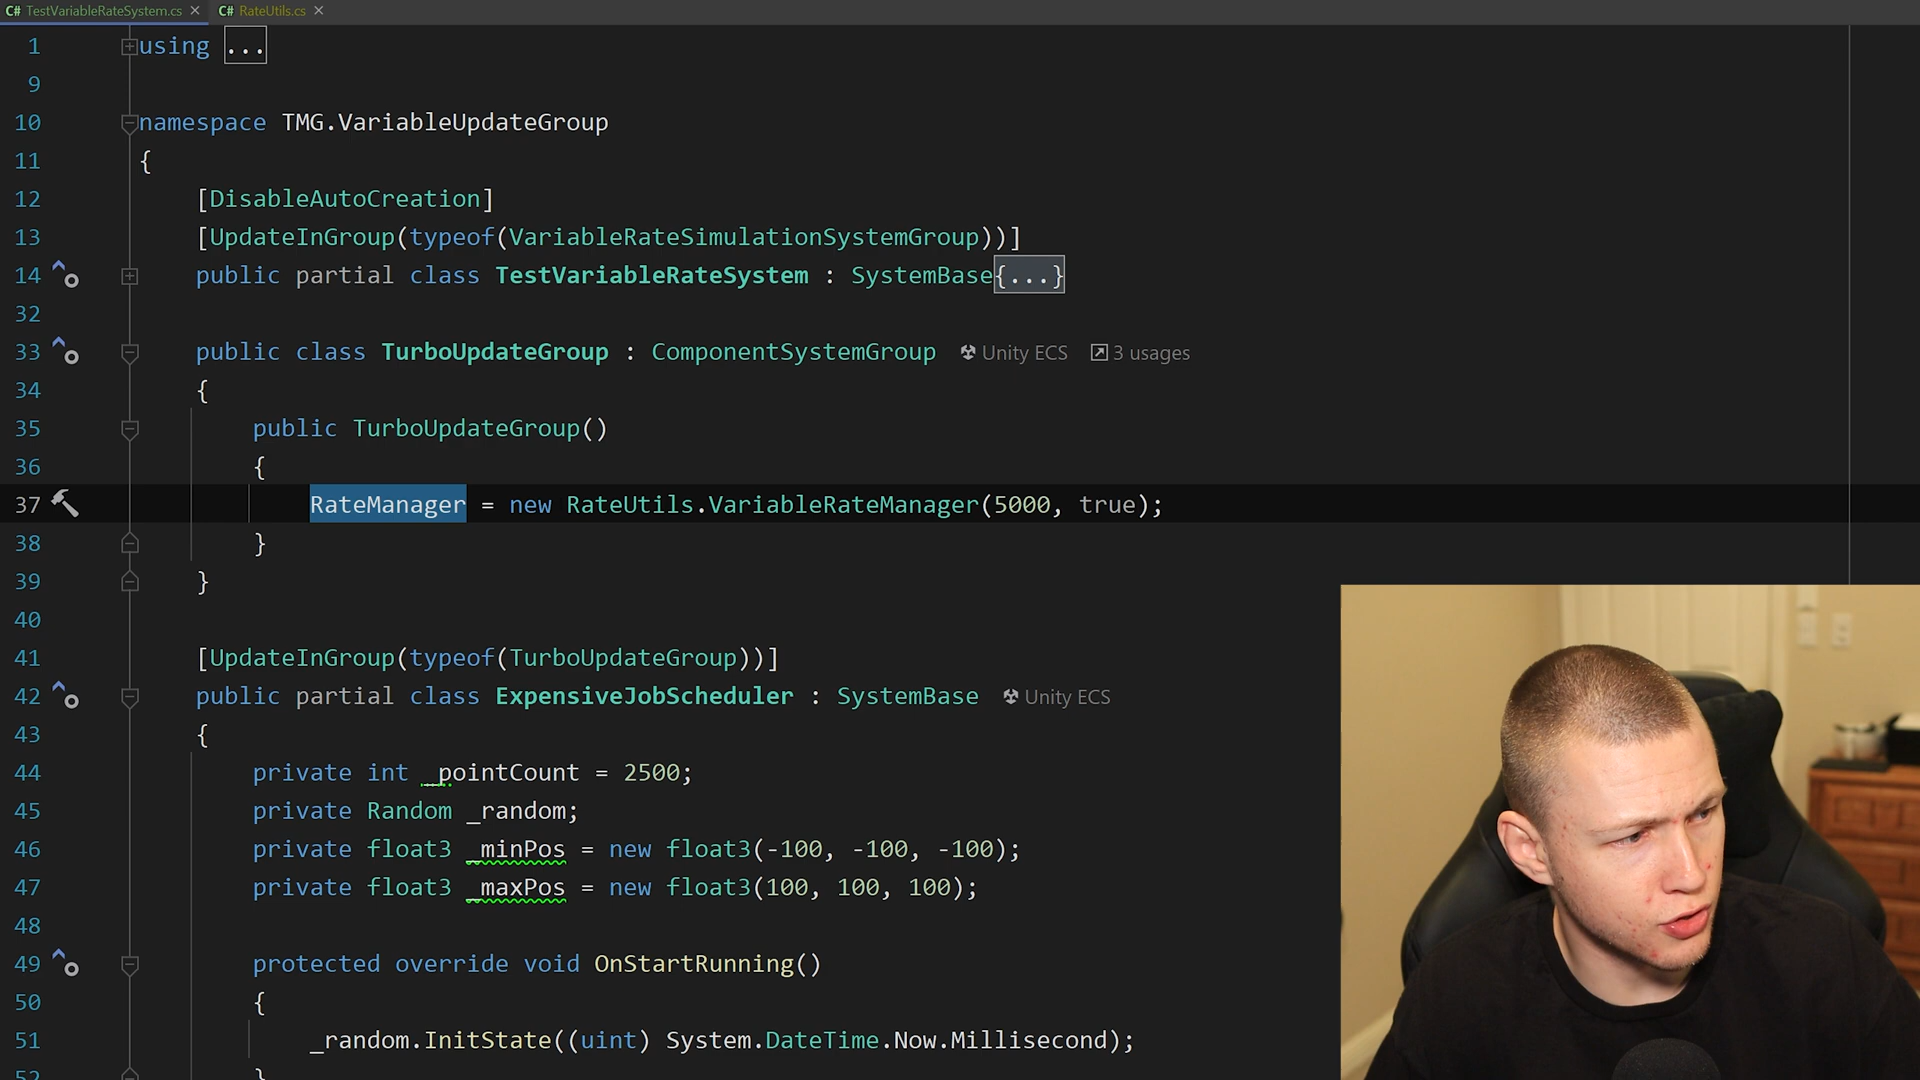 C# TestVariableRateSystem.cs × C# RateUtils.cs ×
1 using ...
9
10 namespace TMG.VariableUpdateGroup
11 {
12 [DisableAutoCreation]
13 [UpdateInGroup(typeof(VariableRateSimulationSystemGroup))]
14 public partial class TestVariableRateSystem : SystemBase{...}
32
33 public class TurboUpdateGroup : ComponentSystemGroup Unity ECS 3 usages
34 {
35 public TurboUpdateGroup()
36 {
37 RateManager = new RateUtils.VariableRateManager(5000, true);
38 }
39 }
40
41 [UpdateInGroup(typeof(TurboUpdateGroup))]
42 public partial class ExpensiveJobScheduler : SystemBase Unity ECS
43 {
44 private int _pointCount = 2500;
45 private Random _random;
46 private float3 _minPos = new float3(-100, -100, -100);
47 private float3 _maxPos = new float3(100, 100, 100);
48
49 protected override void OnStartRunning()
50 {
51 _random.InitState((uint) System.DateTime.Now.Millisecond);
52 }